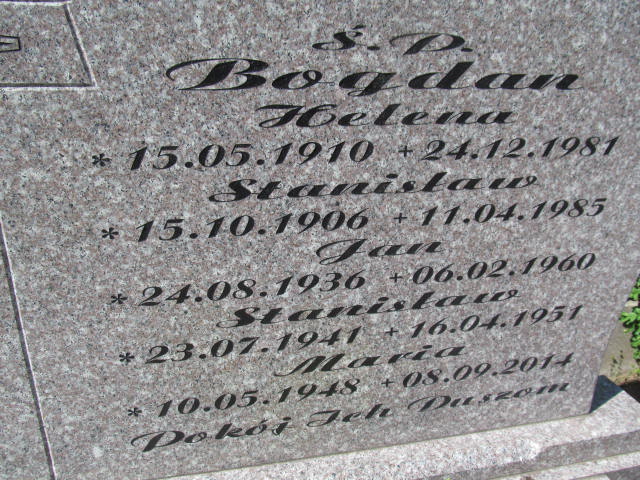 Ś.D.
Bogdan
Helena
* 15.05.1910 + 24.12.1981
Stanisław
* 15.10.1906 + 11.04.1985
Jan
* 24.08.1936 + 06.02.1960
Stanisław
* 23.07.1941 + 16.04.1951
Maria
* 10.05.1948 + 08.09.2014
Pokój Ich Duszom